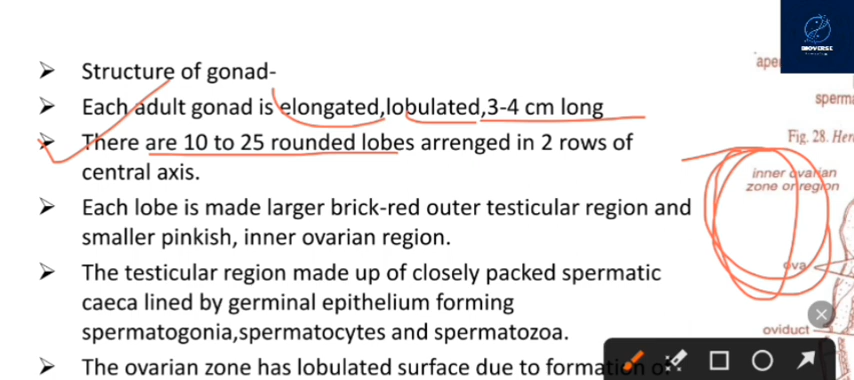 BIOVERSE
Structure of gonad-
Each adult gonad is elongated,lobulated,3-4 cm long
There are 10 to 25 rounded lobes arrenged in 2 rows of
central axis.
Each lobe is made larger brick-red outer testicular region and
smaller pinkish, inner ovarian region.
The testicular region made up of closely packed spermatic
caeca lined by germinal epithelium forming
spermatogonia,spermatocytes and spermatozoa.
The ovarian zone has lobulated surface due to formation of
Fig. 28.
inner ovarian
zone or region
ova
oviduct